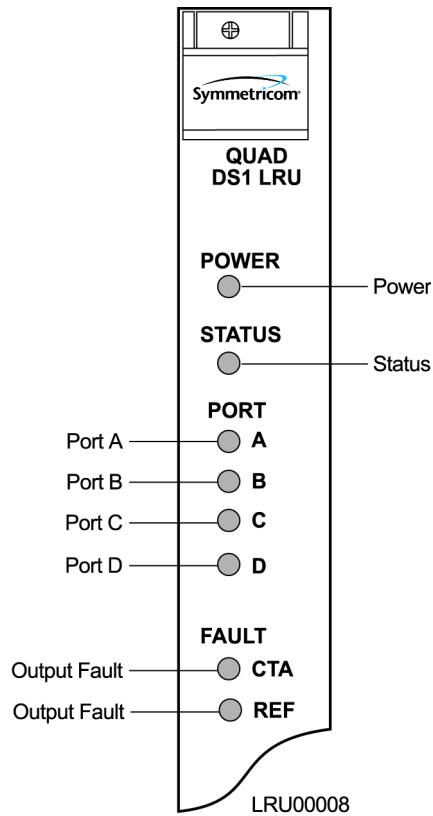 Symmetricom
QUAD
DS1 LRU
POWER
Power
STATUS
Status
PORT
Port A A
Port B B
Port C C
Port D D
FAULT
Output Fault CTA
Output Fault REF
LRU00008